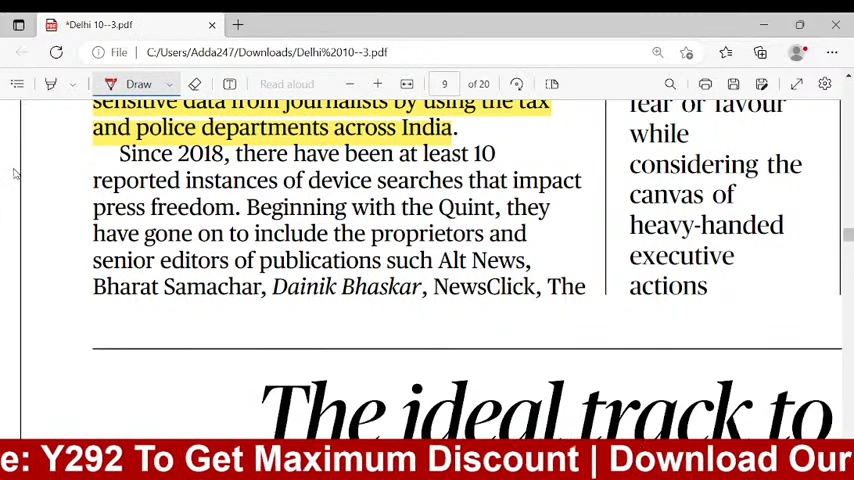 *Delhi 10--3.pdf
File
C:/Users/Adda247/Downloads/Delhi%2010--3.pdf
Draw
Read aloud
9
of 20
sensitive data from journalists by using the tax
and police departments across India.
Since 2018, there have been at least 10
reported instances of device searches that impact
press freedom. Beginning with the Quint, they
have gone on to include the proprietors and
senior editors of publications such Alt News,
Bharat Samachar, Dainik Bhaskar, NewsClick, The
fear or favour
while
considering the
canvas of
heavy-handed
executive
actions
The ideal track to
e: Y292 To Get Maximum Discount | Download Our